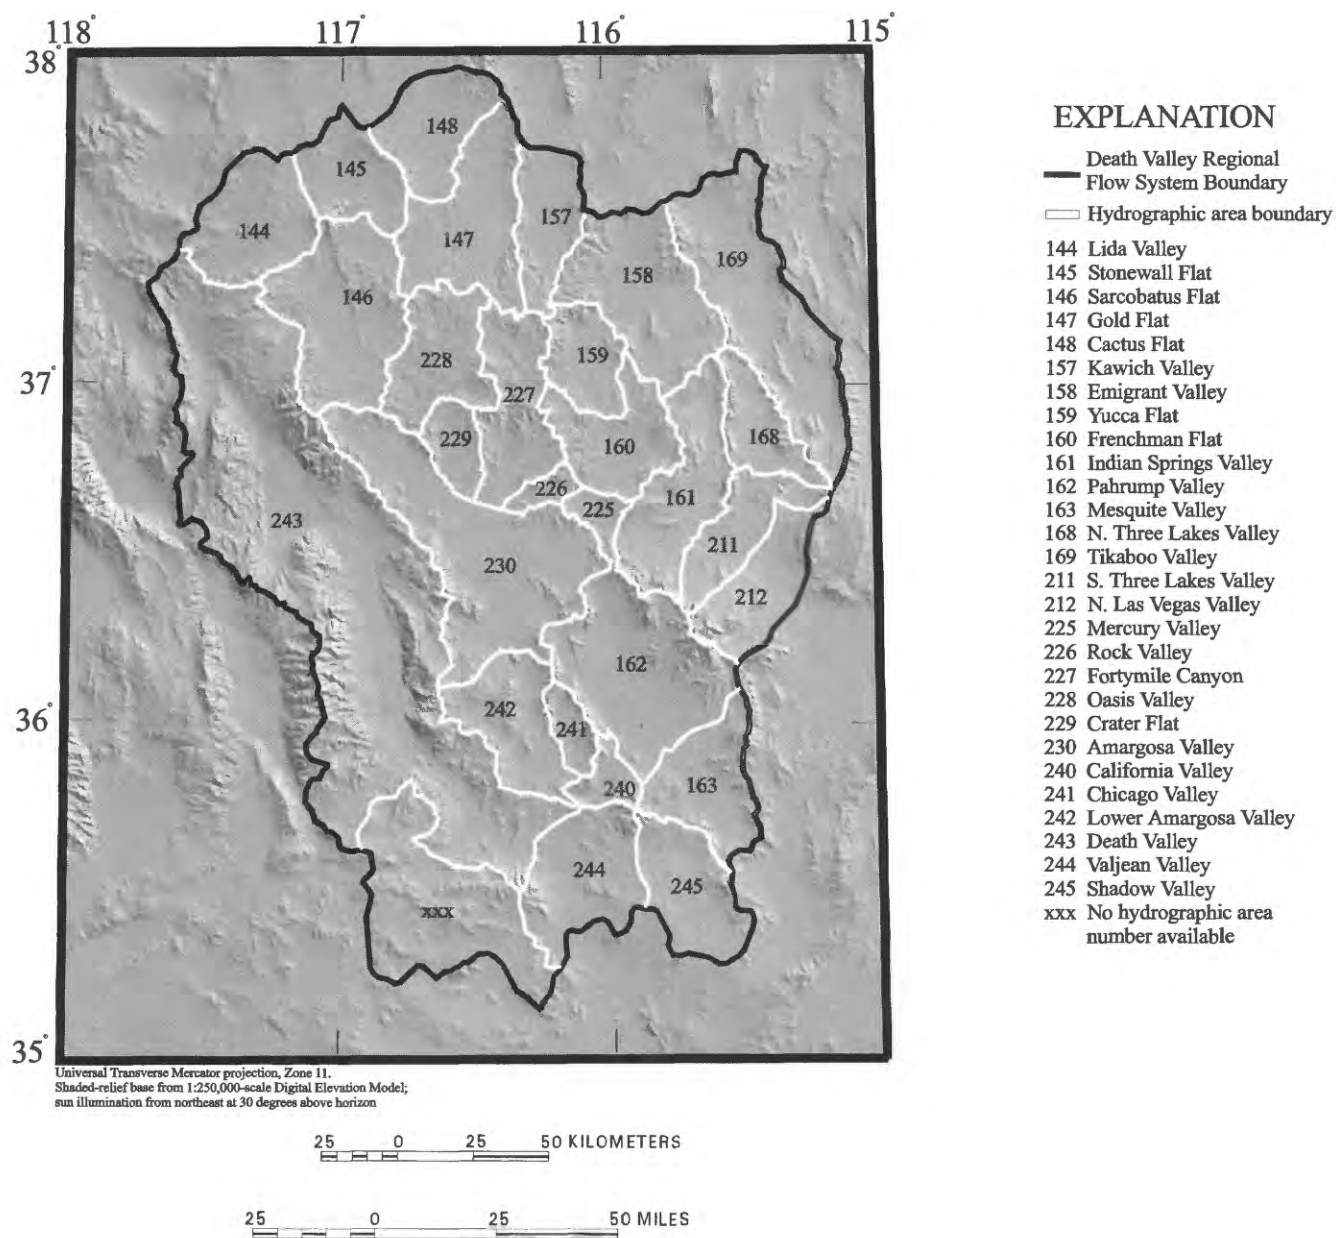 118° 117° 116° 115°
38°
37°
36°
35°
148
145
157
144
147
169
158
146
159
228
227
229
168
160
226
161
225
243
211
230
212
162
242
241
240
163
244
245
xxx
Universal Transverse Mercator projection, Zone 11.
Shaded-relief base from 1:250,000-scale Digital Elevation Model;
sun illumination from northeast at 30 degrees above horizon
25 0 25 50 KILOMETERS
25 0 25 50 MILES
EXPLANATION
Death Valley Regional
Flow System Boundary
Hydrographic area boundary
144 Lida Valley
145 Stonewall Flat
146 Sarcobatus Flat
147 Gold Flat
148 Cactus Flat
157 Kawich Valley
158 Emigrant Valley
159 Yucca Flat
160 Frenchman Flat
161 Indian Springs Valley
162 Pahrump Valley
163 Mesquite Valley
168 N. Three Lakes Valley
169 Tikaboo Valley
211 S. Three Lakes Valley
212 N. Las Vegas Valley
225 Mercury Valley
226 Rock Valley
227 Fortymile Canyon
228 Oasis Valley
229 Crater Flat
230 Amargosa Valley
240 California Valley
241 Chicago Valley
242 Lower Amargosa Valley
243 Death Valley
244 Valjean Valley
245 Shadow Valley
xxx No hydrographic area
number available